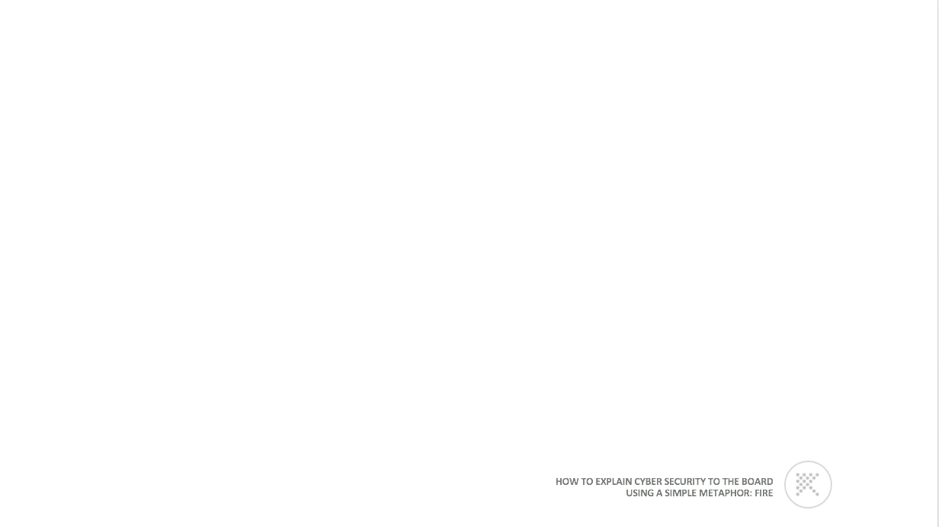 HOW TO EXPLAIN CYBER SECURITY TO THE BOARD
USING A SIMPLE METAPHOR: FIRE